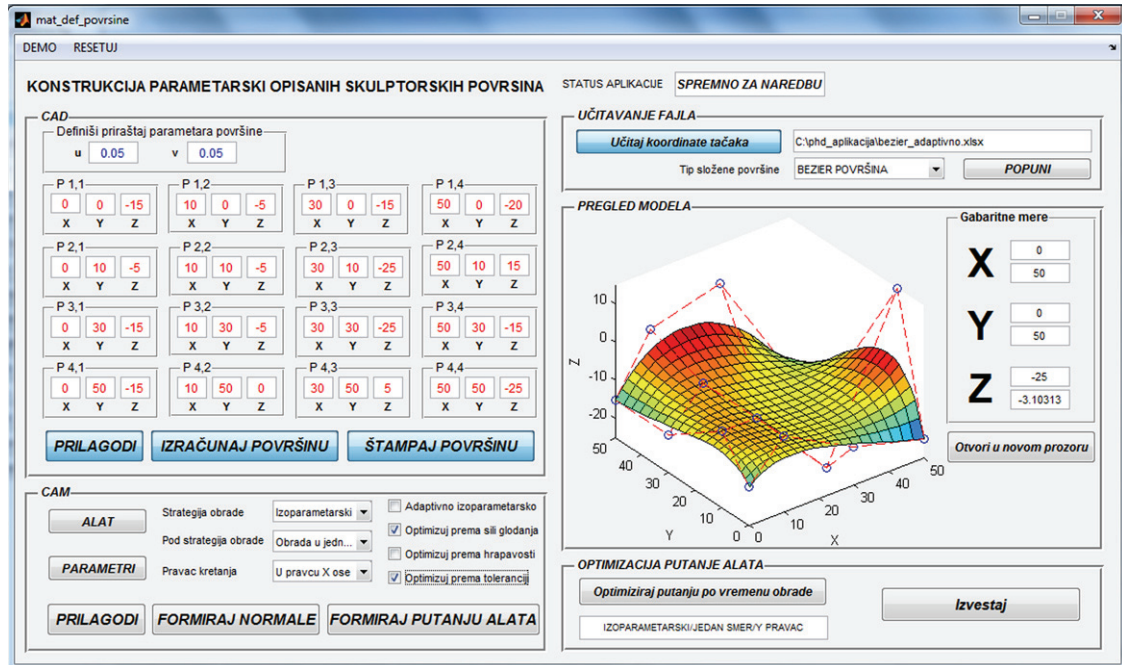 mat_def_povrsine
DEMO RESETUJ
KONSTRUKCIJA PARAMETARSKI OPISANIH SKULPTORSKIH POVRSINA
STATUS APLIKACIJE SPREMNO ZA NAREDBU
CAD
Definiši priraštaj parametara površine
u 0.05 v 0.05
P 1,1 P 1,2 P 1,3 P 1,4
0 0 -15 10 0 -5 30 0 -15 50 0 -20
X Y Z X Y Z X Y Z X Y Z
P 2,1 P 2,2 P 2,3 P 2,4
0 10 -5 10 10 -5 30 10 -25 50 10 15
X Y Z X Y Z X Y Z X Y Z
P 3,1 P 3,2 P 3,3 P 3,4
0 30 -15 10 30 -5 30 30 -25 50 30 -15
X Y Z X Y Z X Y Z X Y Z
P 4,1 P 4,2 P 4,3 P 4,4
0 50 -15 10 50 0 30 50 5 50 50 -25
X Y Z X Y Z X Y Z X Y Z
PRILAGODI IZRAČUNAJ POVRŠINU ŠTAMPAJ POVRŠINU
CAM
ALAT
PARAMETRI
Strategija obrade Izoparametarski
Pod strategija obrade Obrada u jedn...
Pravac kretanja U pravcu X ose
Adaptivno izoparametarsko
Optimizuj prema sili glodanja
Optimizuj prema hrapavosti
Optimizuj prema toleranciji
PRILAGODI FORMIRAJ NORMALE FORMIRAJ PUTANJU ALATA
UČITAVANJE FAJLA
Učitaj koordinate tačaka C:\phd_aplikacija\bezier_adaptivno.xlsx
Tip složene površine BEZIER POVRŠINA POPUNI
PREGLED MODELA
10
0
-10
-20
Z
50
40
30
20
10
0
Y
0
10
20
30
40
50
X
Gabaritne mere
X 0
50
Y 0
50
Z -25
-3.10313
Otvori u novom prozoru
OPTIMIZACIJA PUTANJE ALATA
Optimiziraj putanju po vremenu obrade
IZOPARAMETARSKI/JEDAN SMER/Y PRAVAC
Izvestaj